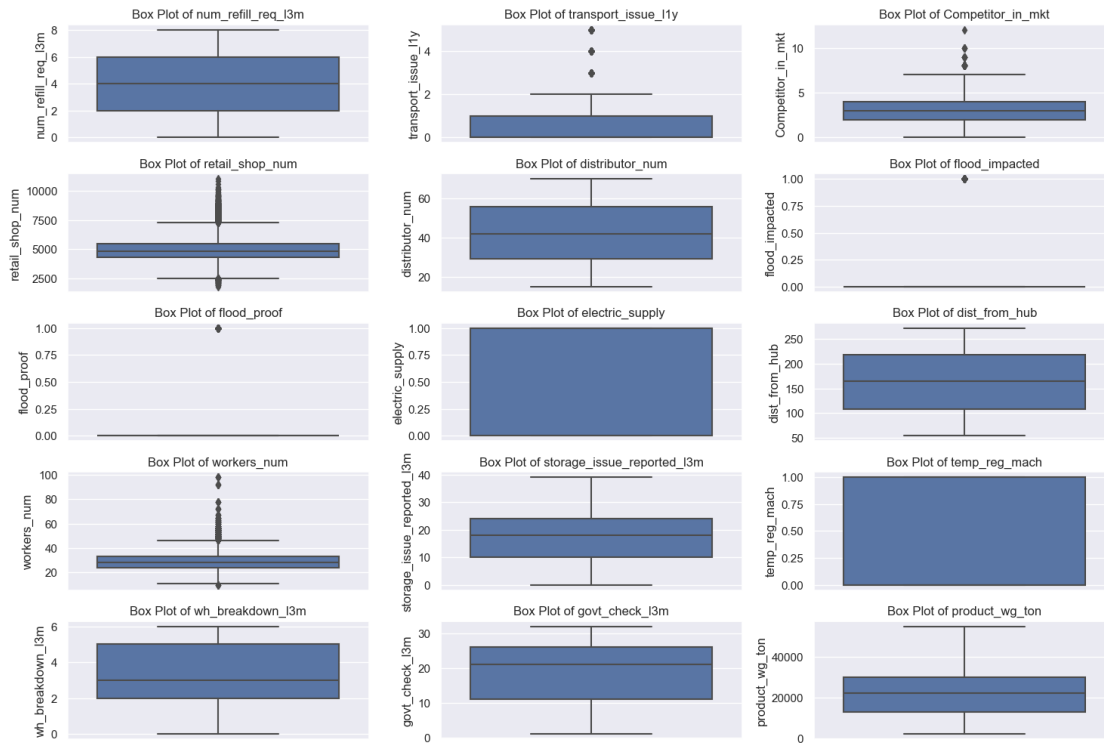 Box Plot of num_refill_req_l3m
num_refill_req_l3m
8
6
4
2
0
Box Plot of transport_issue_l1y
transport_issue_l1y
4
2
0
Box Plot of Competitor_in_mkt
Competitor_in_mkt
10
5
0
Box Plot of retail_shop_num
retail_shop_num
10000
7500
5000
2500
Box Plot of distributor_num
distributor_num
60
40
20
Box Plot of flood_impacted
flood_impacted
1.00
0.75
0.50
0.25
0.00
Box Plot of flood_proof
flood_proof
1.00
0.75
0.50
0.25
0.00
Box Plot of electric_supply
electric_supply
1.00
0.75
0.50
0.25
0.00
Box Plot of dist_from_hub
dist_from_hub
250
200
150
100
50
Box Plot of workers_num
workers_num
100
80
60
40
20
Box Plot of storage_issue_reported_l3m
storage_issue_reported_l3m
40
30
20
10
0
Box Plot of temp_reg_mach
temp_reg_mach
1.00
0.75
0.50
0.25
0.00
Box Plot of wh_breakdown_l3m
wh_breakdown_l3m
6
4
2
0
Box Plot of govt_check_l3m
govt_check_l3m
30
20
10
0
Box Plot of product_wg_ton
product_wg_ton
40000
20000
0